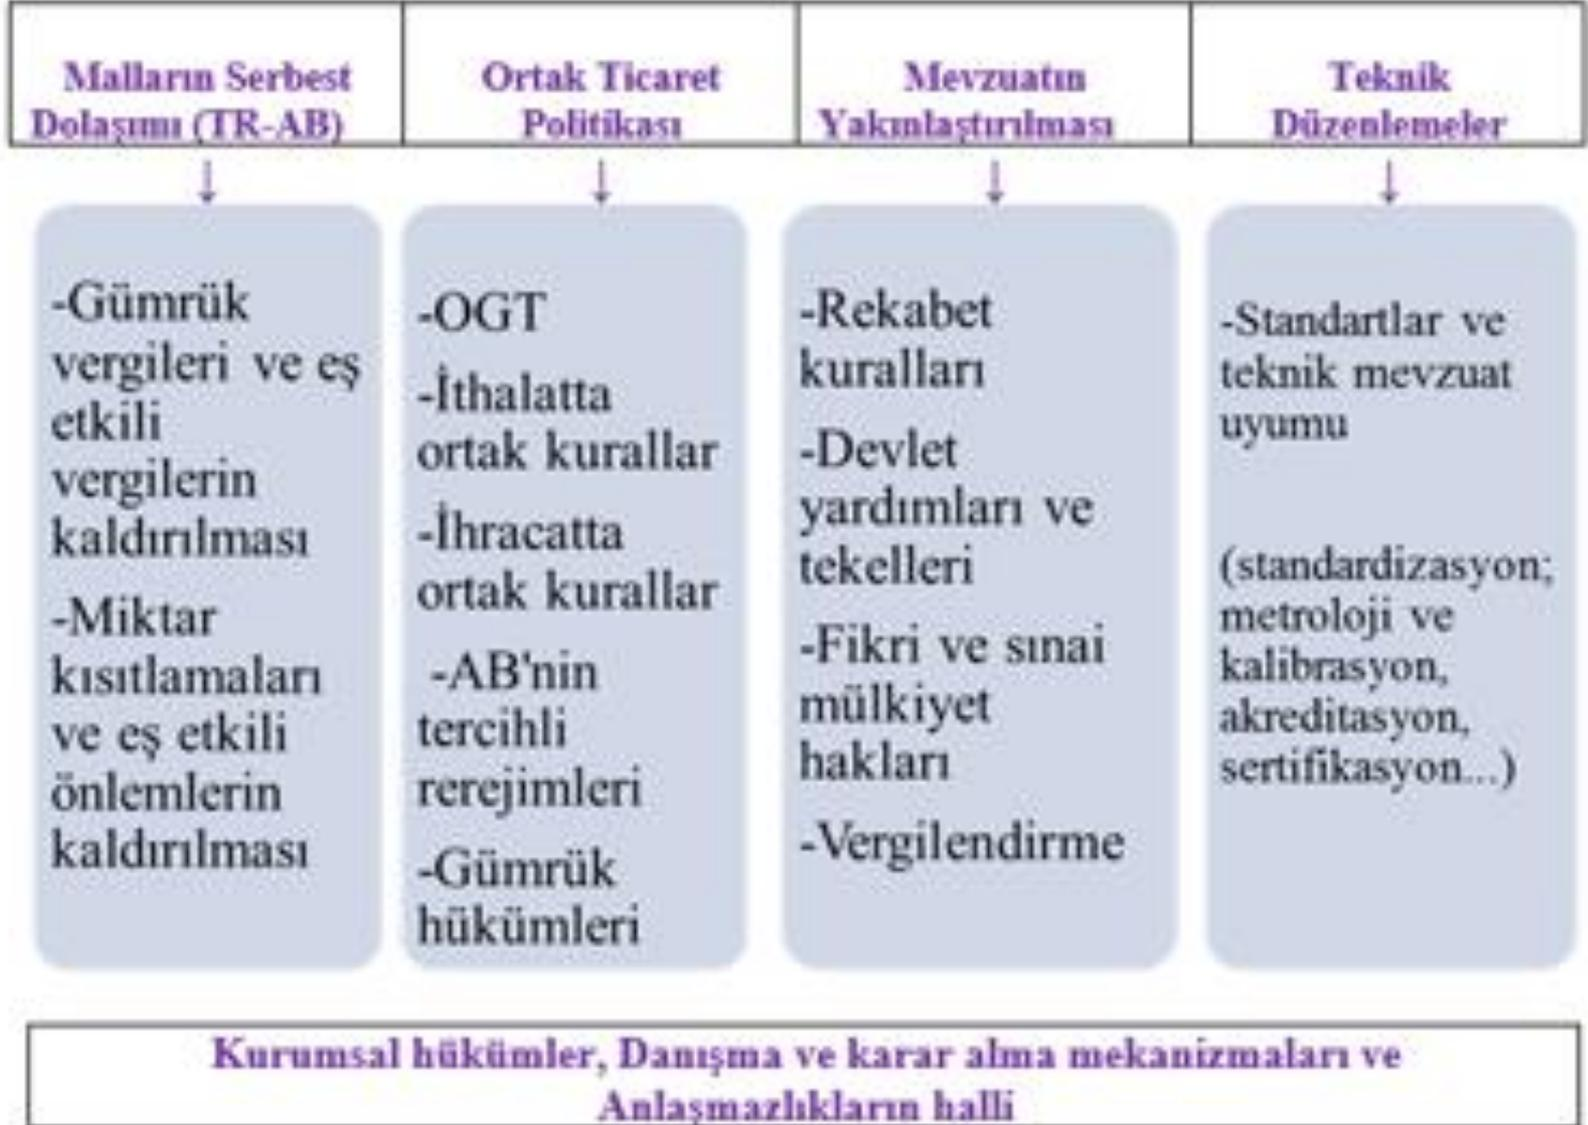 Malların Serbest
Dolaşımı (TR-AB)
Ortak Ticaret
Politikası
Mevzuatın
Yakınlaştırılması
Teknik
Düzenlemeler
-Gümrük
vergileri ve eş
etkili
vergilerin
kaldırılması
-Miktar
kısıtlamaları
ve eş etkili
önlemlerin
kaldırılması
-OGT
-İthalatta
ortak kurallar
-İhracatta
ortak kurallar
-AB'nin
tercihli
rerejimleri
-Gümrük
hükümleri
-Rekabet
kuralları
-Devlet
yardımları ve
tekelleri
-Fikri ve sınai
mülkiyet
hakları
-Vergilendirme
-Standartlar ve
teknik mevzuat
uyumu
(standardizasyon;
metroloji ve
kalibrasyon,
akreditasyon,
sertifikasyon...)
Kurumsal hükümler, Danışma ve karar alma mekanizmaları ve
Anlaşmazlıkların halli